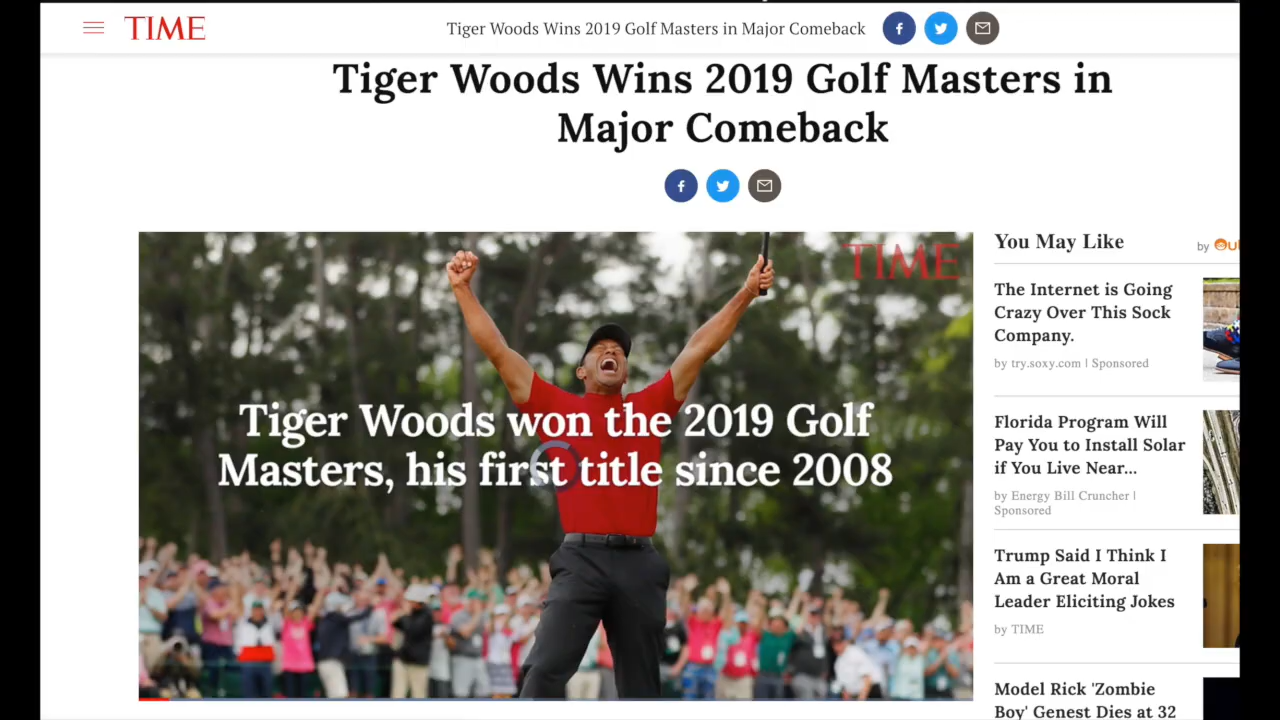 TIME
Tiger Woods Wins 2019 Golf Masters in Major Comeback
Tiger Woods Wins 2019 Golf Masters in
Major Comeback
TIME
Tiger Woods won the 2019 Golf
Masters, his first title since 2008
You May Like
by
The Internet is Going
Crazy Over This Sock
Company.
by try.soxy.com | Sponsored
Florida Program Will
Pay You to Install Solar
if You Live Near...
by Energy Bill Cruncher |
Sponsored
Trump Said I Think I
Am a Great Moral
Leader Eliciting Jokes
by TIME
Model Rick 'Zombie
Boy' Genest Dies at 32